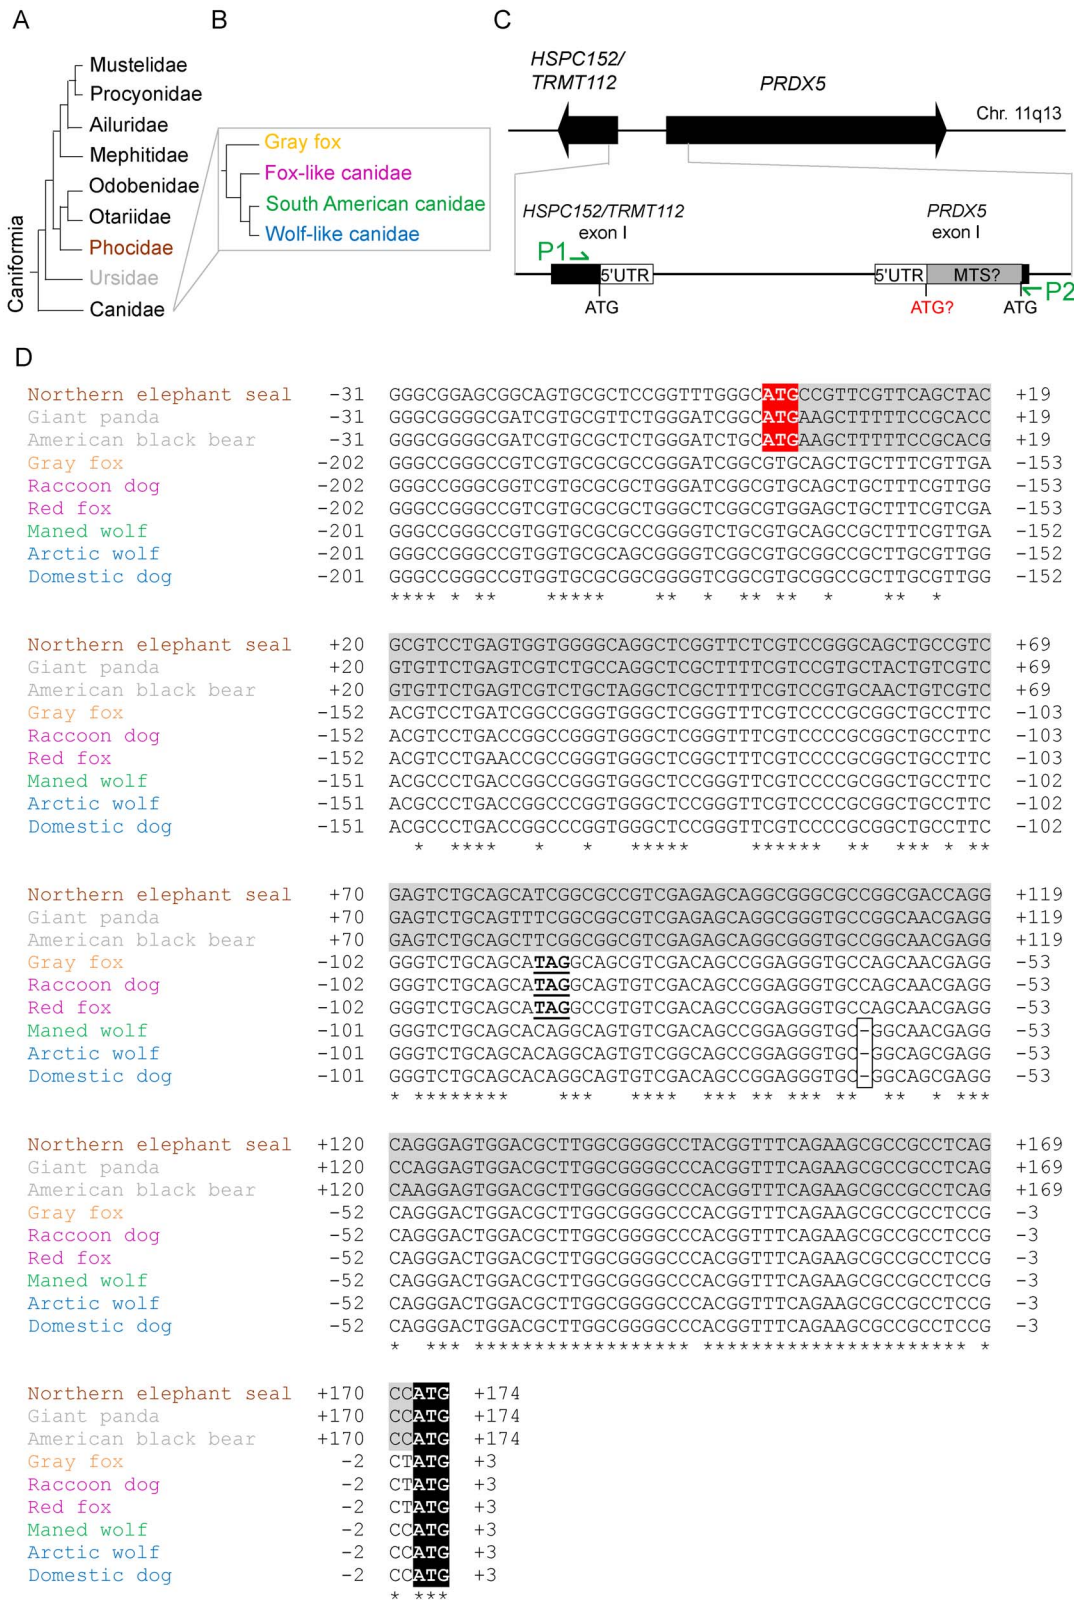 A
B
C
Mustelidae
Procyonidae
Ailuridae
Mephitidae
Odobenidae
Otariidae
Phocidae
Ursidae
Canidae
Caniformia
Gray fox
Fox-like canidae
South American canidae
Wolf-like canidae
HSPC152/
TRMT112
PRDX5
Chr. 11q13
HSPC152/TRMT112
exon I
PRDX5
exon I
P1
5'UTR
5'UTR
MTS?
P2
ATG
ATG?
ATG
D
Northern elephant seal -31 GGGCGGAGCGGCAGTGCGCTCCGGTTTGGGCATGCCGTTCGTTCAGCTAC +19
Giant panda -31 GGGCGGGGCGATCGTGCGTTCTGGGATCGGCATGAAGCTTTTTCCGCACC +19
American black bear -31 GGGCGGGGCGATCGTGCGCTCTGGGATCTGCATGAAGCTTTTTCCGCACG +19
Gray fox -202 GGGCCGGGCCGTCGTGCGCGCCGGGATCGGCGTGCAGCTGCTTTCGTTGA -153
Raccoon dog -202 GGGCCGGGCGGTCGTGCGCGCTGGGATCGGCGTGCAGCTGCTTTCGTTGG -153
Red fox -202 GGGCCGGGCCGTCGTGCGCGCTGGGCTCGGCGTGGAGCTGCTTTCGTCGA -153
Maned wolf -201 GGGCCGGGCCGTGGTGCGCGCCGGGGTCTGCGTGCAGCCGCTTTCGTTGA -152
Arctic wolf -201 GGGCCGGGCCGTGGTGCGCAGCGGGGTCGGCGTGCGGCCGCTTGCGTTGG -152
Domestic dog -201 GGGCCGGGCCGTGGTGCGCGGCGGGGTCGGCGTGCGGCCGCTTGCGTTGG -152
**** * ** ***** ** * ** ** * ** *
Northern elephant seal +20 GCGTCCTGAGTGGTGGGGCAGGCTCGGTTCTCGTCCGGGCAGCTGCCGTC +69
Giant panda +20 GTGTTCTGAGTCGTCTGCCAGGCTCGCTTTTCGTCCGTGCTACTGTCGTC +69
American black bear +20 GTGTTCTGAGTCGTCTGCTAGGCTCGCTTTTCGTCCGTGCAACTGTCGTC +69
Gray fox -152 ACGTCCTGATCGGCCGGGTGGGCTCGGGTTTCGTCCCCGCGGCTGCCTTC -103
Raccoon dog -152 ACGTCCTGACCGGCCGGGTGGGCTCGGGTTTCGTCCCCGCGGCTGCCTTC -103
Red fox -152 ACGTCCTGAACCGCCGGGTGGGCTCGGCTTTCGTCCCCGCGGCTGCCTTC -103
Maned wolf -151 ACGCCCTGACCGGCCCGGTGGGCTCCGGGTTCGTCCCCGCGGCTGCCTTC -102
Arctic wolf -151 ACGCCCTGACCGGCCCGGTGGGCTCCGGGTTCGTCCCCGCGGCTGCCTTC -102
Domestic dog -151 ACGCCCTGACCGGCCCGGTGGGCTCCGGGTTCGTCCCCGCGGCTGCCTTC -102
* **** * * ***** ****** ** *** * **
Northern elephant seal +70 GAGTCTGCAGCATCGGCGCCGTCGAGAGCAGGCGGGCGCCGGCGACCAGG +119
Giant panda +70 GAGTCTGCAGTTTCGGCGGCGTCGAGAGCAGGCGGGTGCCGGCAACGAGG +119
American black bear +70 GAGTCTGCAGCTTCGGCGGCGTCGAGAGCAGGCGGGTGCCGGCAACGAGG +119
Gray fox -102 GGGTCTGCAGCATAGGGCAGCGTCGACAGCCGGAGGGTGCCAGCAACGAGG -53
Raccoon dog -102 GGGTCTGCAGCATAGGCAGTGTCGACAGCCGGAGGGTGCCAGCAACGAGG -53
Red fox -102 GGGTCTGCAGCATAGGCCGTGTCGACAGCCGGAGGGTGCCAGCAACGAGG -53
Maned wolf -101 GGGTCTGCAGCACAGGCAGTGTCGACAGCCGGAGGGTGC-GGCAACGAGG -53
Arctic wolf -101 GGGTCTGCAGCACAGGCAGTGTCGGCAGCCGGAGGGTGC-GGCAGCGAGG -53
Domestic dog -101 GGGTCTGCAGCACAGGCAGTGTCGACAGCCGGAGGGTGC-GGCAGCGAGG -53
* ******** *** **** *** ** *** ** ** * ***
Northern elephant seal +120 CAGGGAGTGGACGCTTGGCGGGGCCTACGGTTTCAGAAGCGCCGCCTCAG +169
Giant panda +120 CCAGGAGTGGACGCTTGGCGGGGCCCACGGTTTCAGAAGCGCCGCCTCAG +169
American black bear +120 CAAGGAGTGGACGCTTGGCGGGGCCCACGGTTTCAGAAGCGCCGCCTCAG +169
Gray fox -52 CAGGGACTGGACGCTTGGCGGGGCCCACGGTTTCAGAAGCGCCGCCTCCG -3
Raccoon dog -52 CAGGGACTGGACGCTTGGCGGGGCCCACGGTTTCAGAAGCGCCGCCTCCG -3
Red fox -52 CAGGGACTGGACGCTTGGCGGGGCCCACGGTTTCAGAAGCGCCGCCTCCG -3
Maned wolf -52 CAGGGACTGGACGCTTGGCGGGGCCCACGGTTTCAGAAGCGCCGCCTCCG -3
Arctic wolf -52 CAGGGACTGGACGCTTGGCGGGGCCCACGGTTTCAGAAGCGCCGCCTCCG -3
Domestic dog -52 CAGGGACTGGACGCTTGGCGGGGCCCACGGTTTCAGAAGCGCCGCCTCCG -3
* *** ****************** ********************** *
Northern elephant seal +170 CCATG +174
Giant panda +170 CCATG +174
American black bear +170 CCATG +174
Gray fox -2 CTATG +3
Raccoon dog -2 CTATG +3
Red fox -2 CTATG +3
Maned wolf -2 CCATG +3
Arctic wolf -2 CCATG +3
Domestic dog -2 CCATG +3
* ***